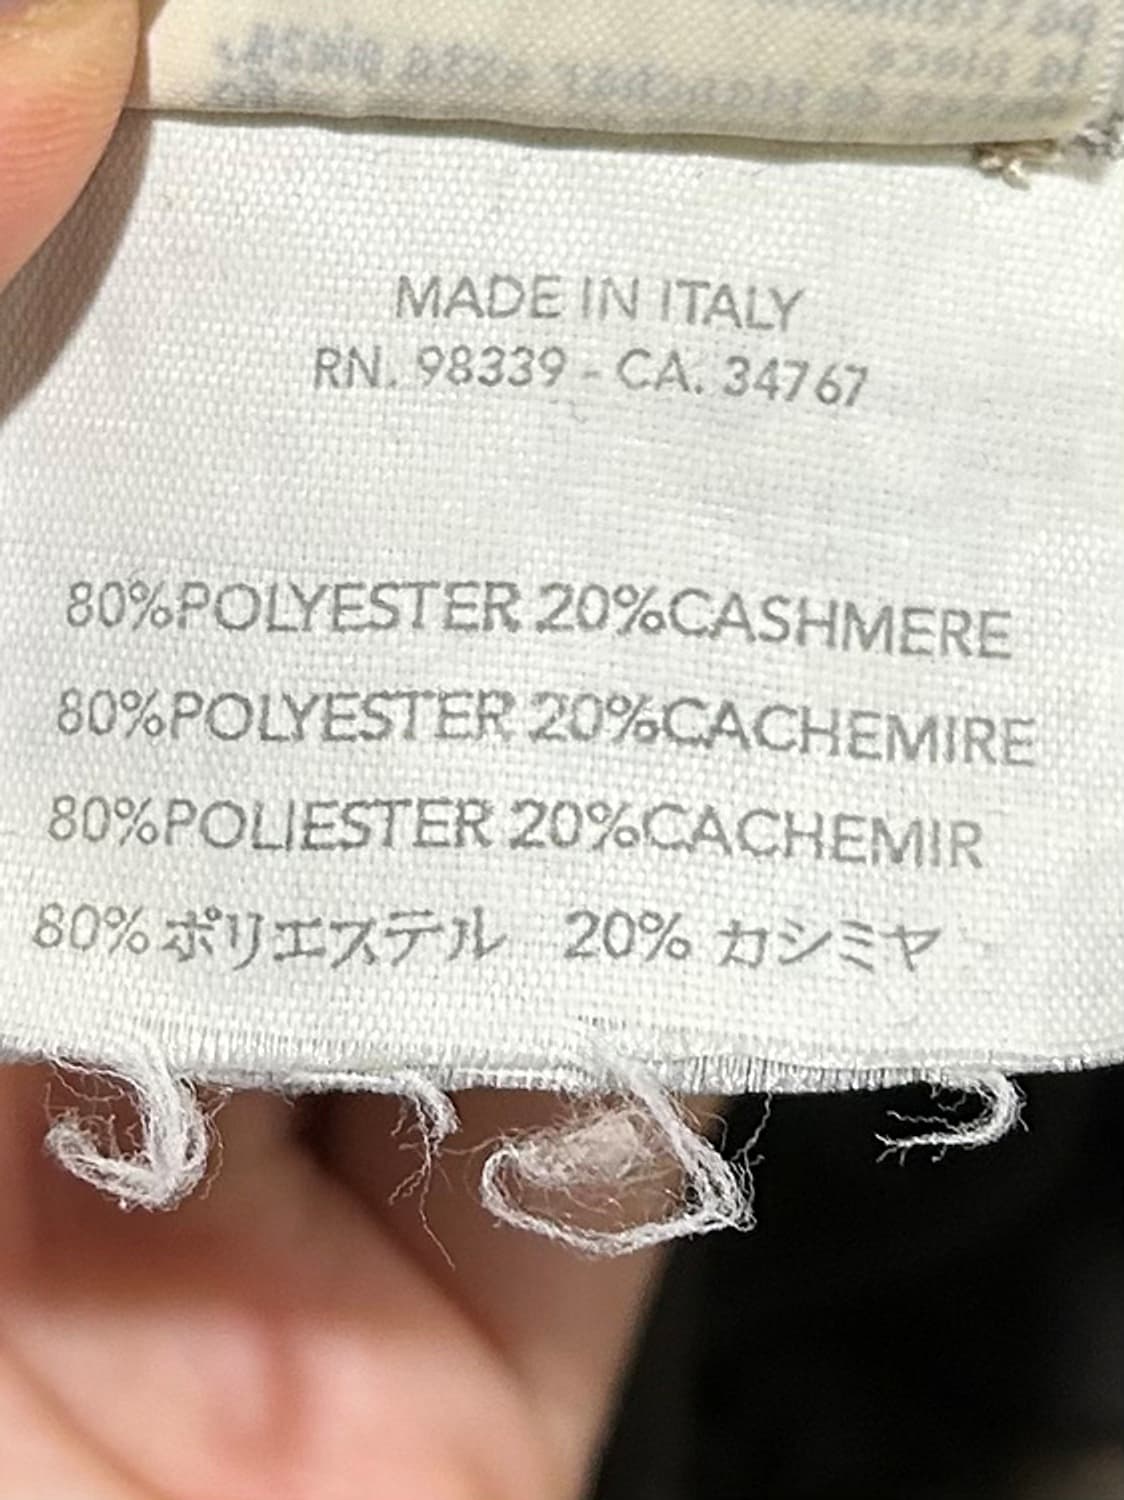 MADE IN ITALY
RN. 98339 - CA. 34767
80%POLYESTER 20%CASHMERE
80%POLYESTER 20%CACHEMIRE
80%POLIESTER 20%CACHEMIR
80% ポリエステル 20% カシミヤ